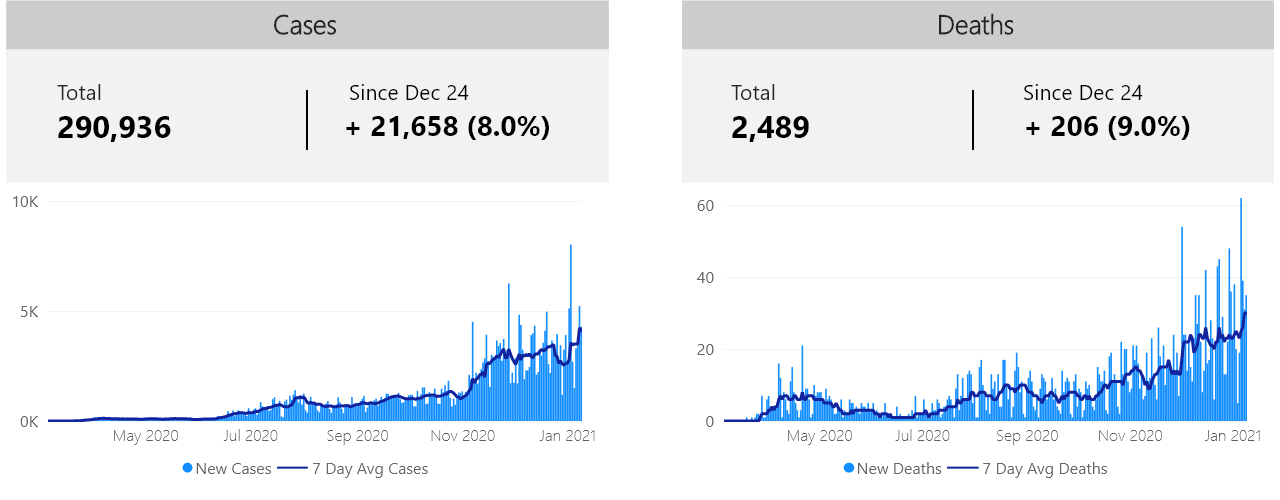 Cases
Total
290,936
Since Dec 24
+ 21,658 (8.0%)
10K
5K
0K
May 2020
Jul 2020
Sep 2020
Nov 2020
Jan 2021
New Cases
7 Day Avg Cases
Deaths
Total
2,489
Since Dec 24
+ 206 (9.0%)
60
40
20
0
May 2020
Jul 2020
Sep 2020
Nov 2020
Jan 2021
New Deaths
7 Day Avg Deaths